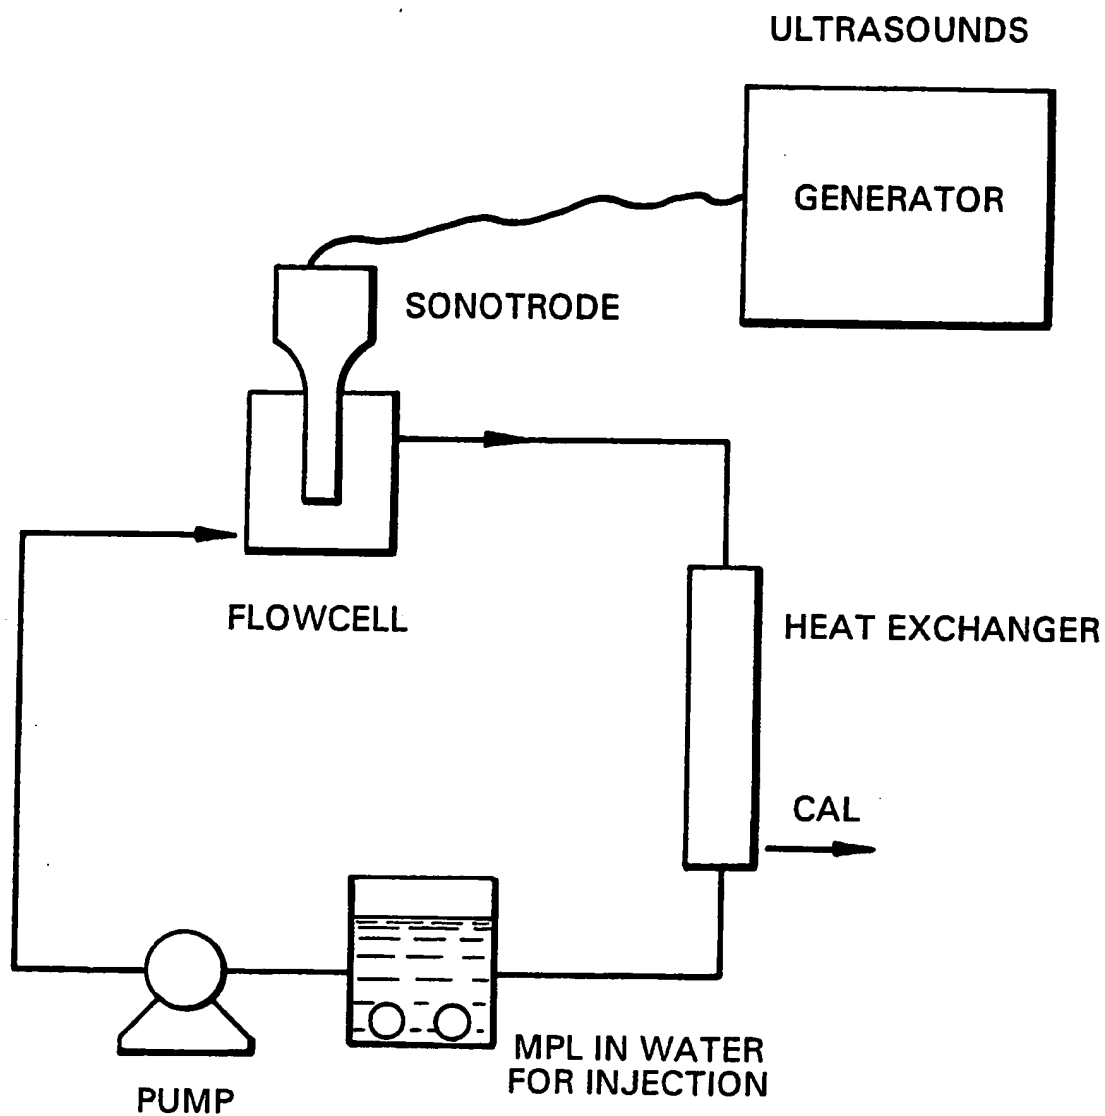 ULTRASOUNDS
GENERATOR
SONOTRODE
FLOWCELL
HEAT EXCHANGER
CAL
MPL IN WATER
FOR INJECTION
PUMP